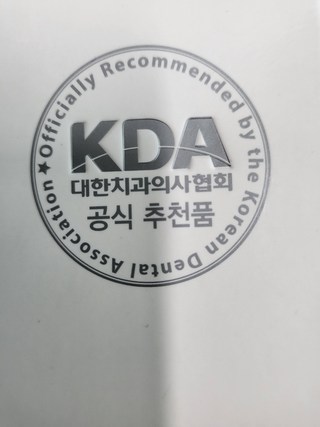 ★Officially Recommended by the Korean Dental Association
KDA
대한치과의사협회
공식 추천품